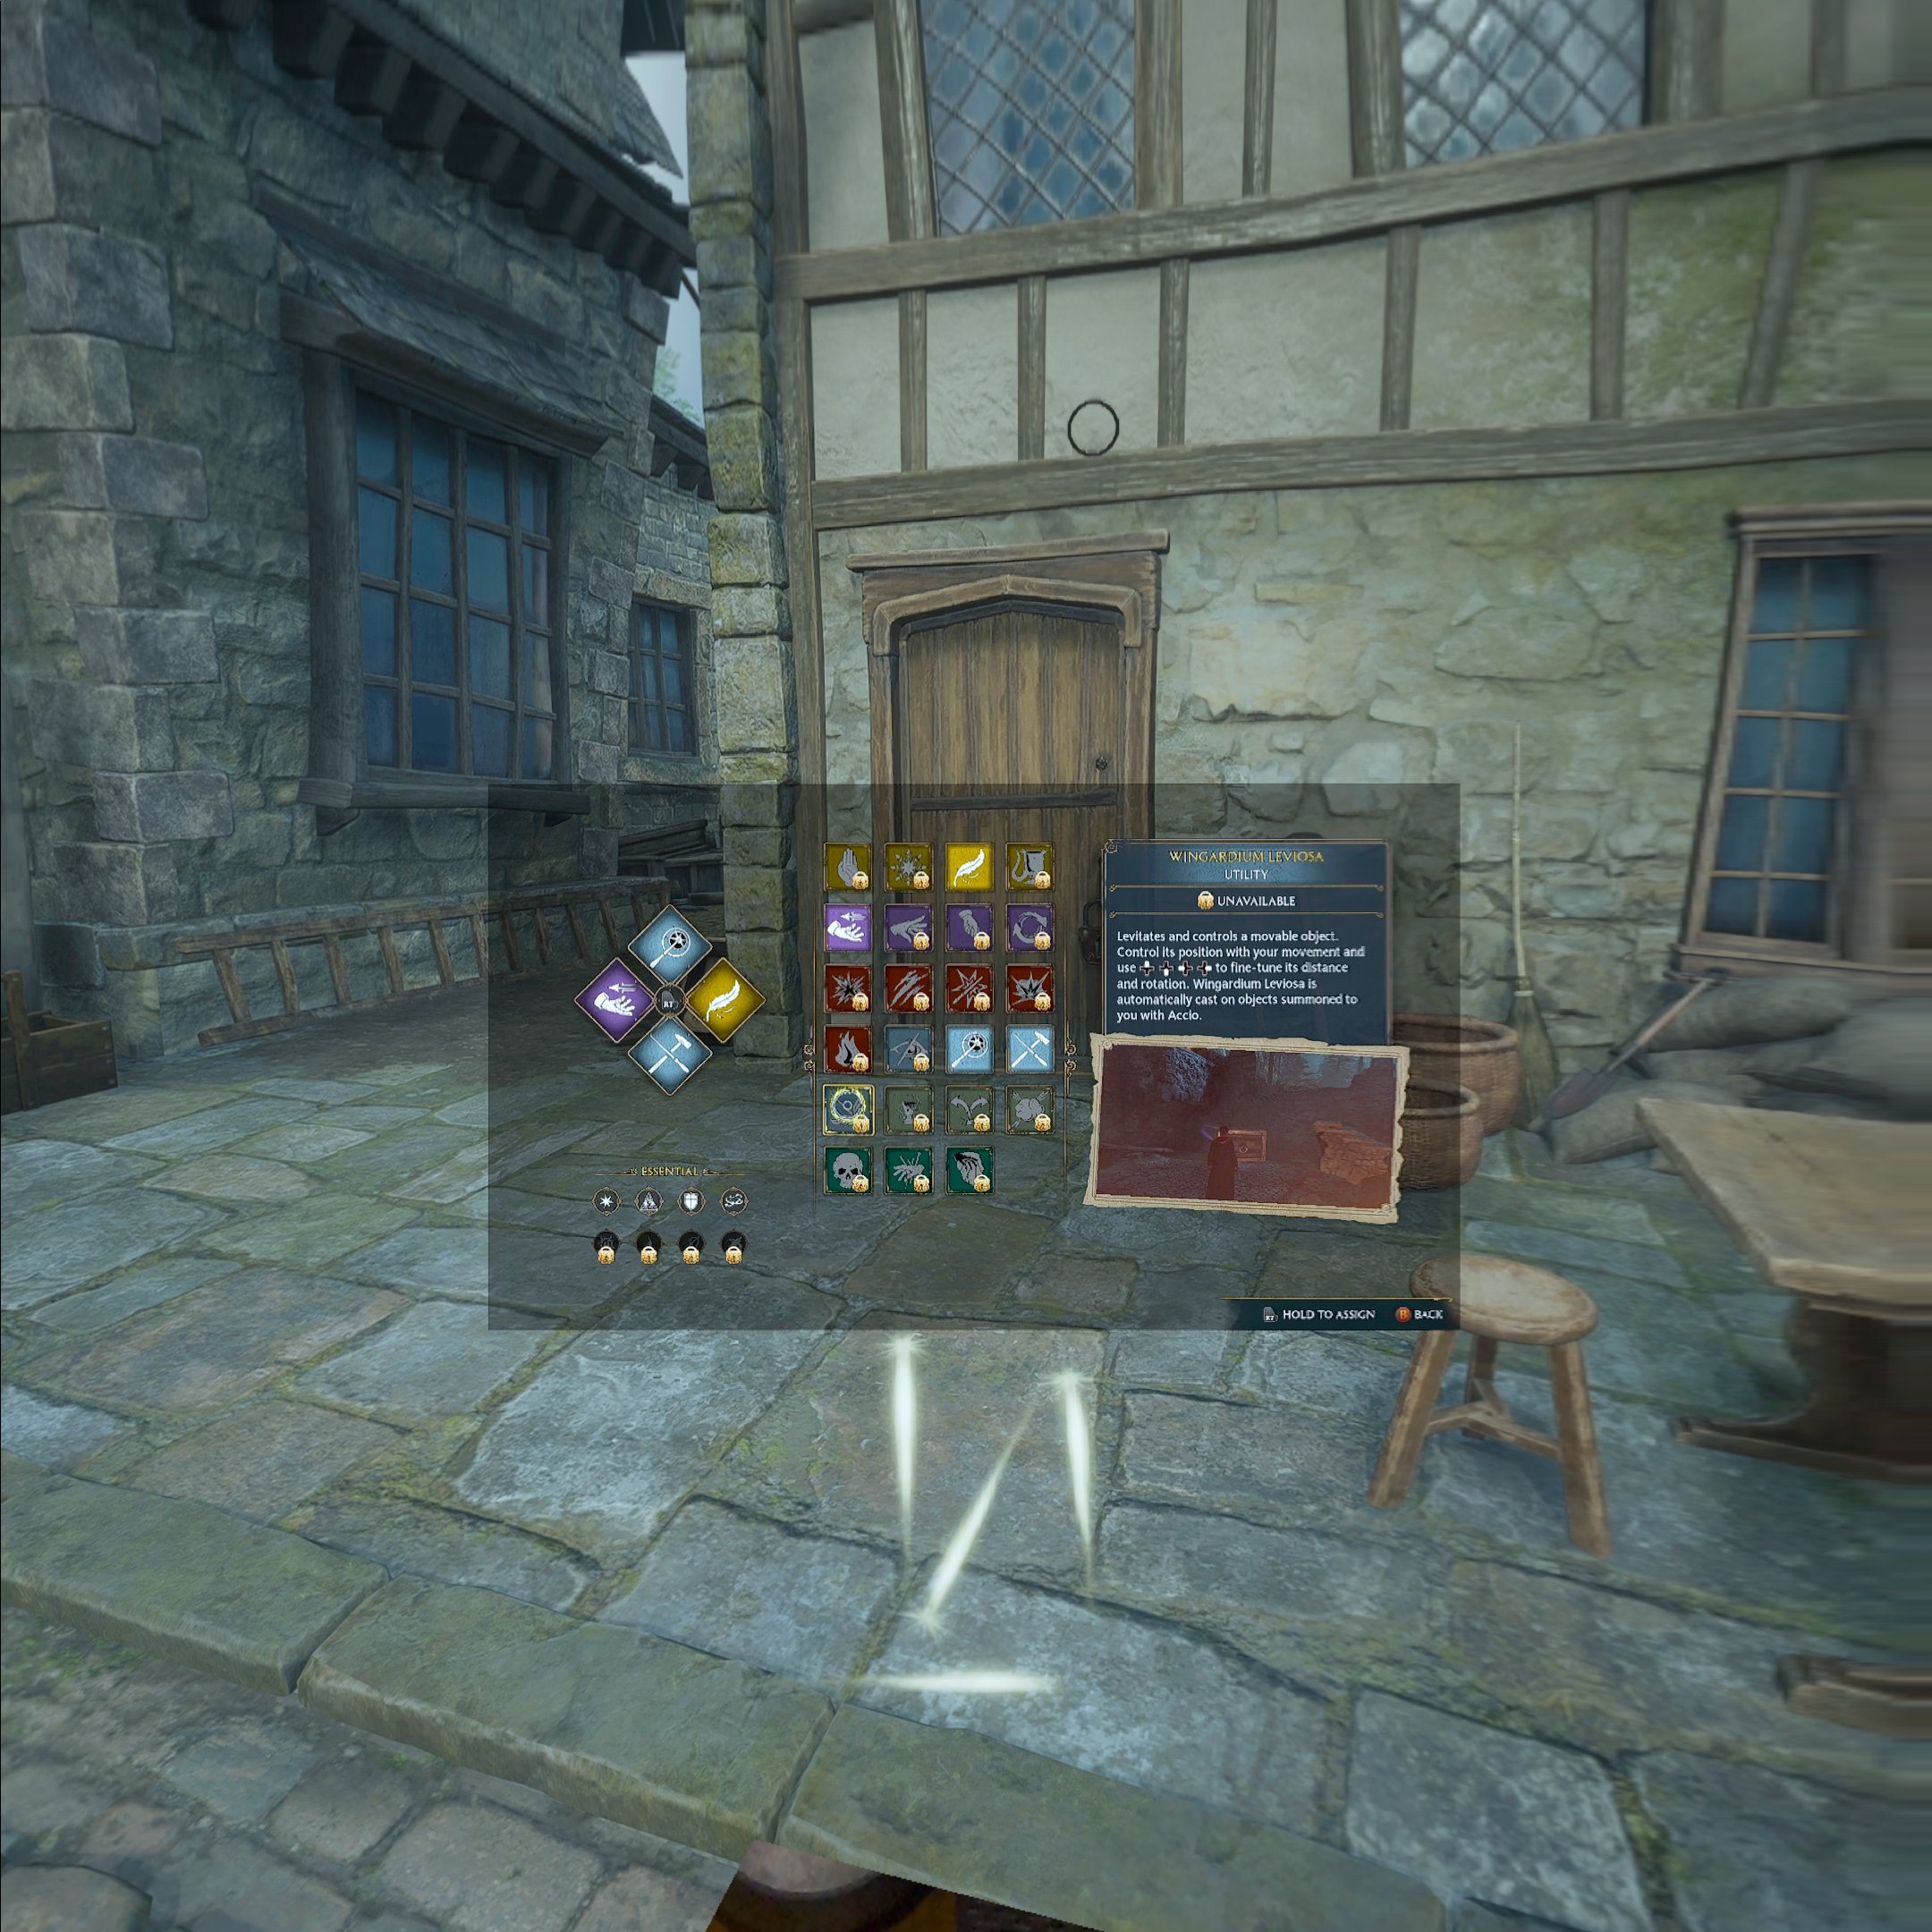 WINGARDIUM LEVIOSA
UTILITY
UNAVAILABLE
Levitates and controls a movable object.
Control its position with your movement and
use to fine-tune its distance
and rotation. Wingardium Leviosa is
automatically cast on objects summoned to
you with Accio.
RT
ESSENTIAL
RT HOLD TO ASSIGN B BACK